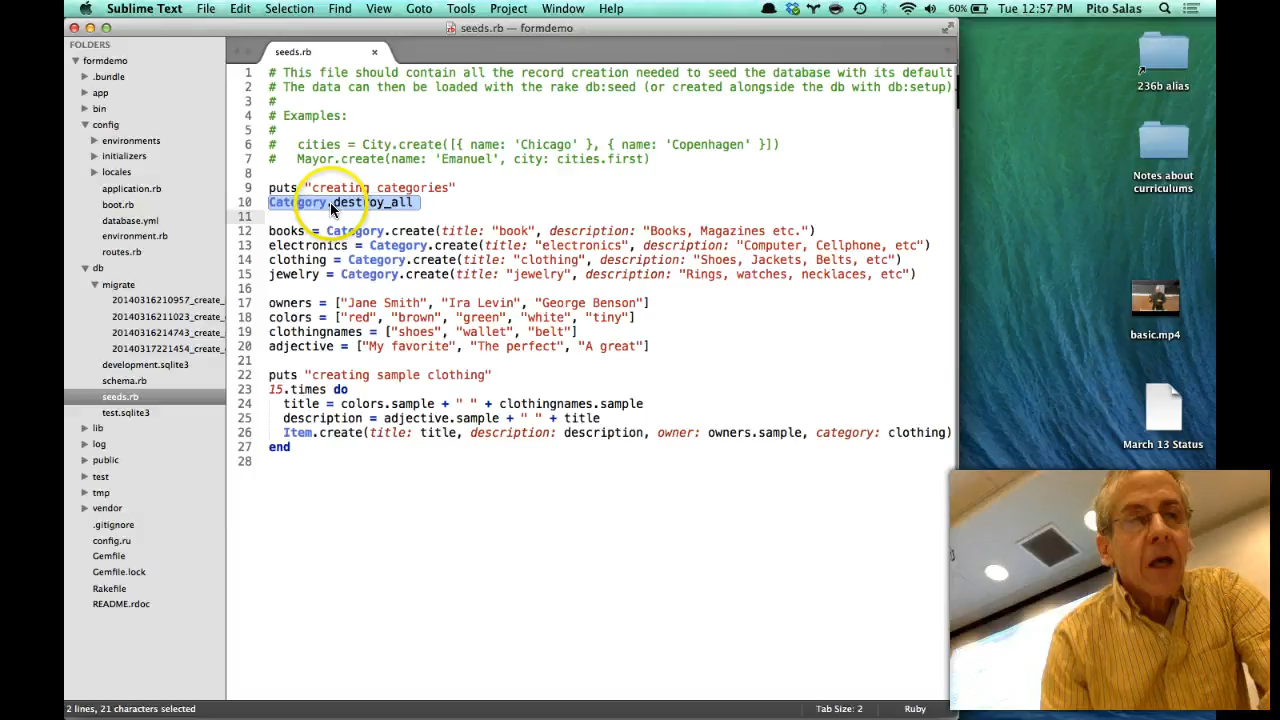 Sublime Text File Edit Selection Find View Goto Tools Project Window Help 60% Tue 12:57 PM Pito Salas
seeds.rb — formdemo
FOLDERS
formdemo
.bundle
app
bin
config
environments
initializers
locales
application.rb
boot.rb
database.yml
environment.rb
routes.rb
db
migrate
20140316210957_create_
20140316211023_create_
20140316214743_create_
20140317221454_create_
development.sqlite3
schema.rb
seeds.rb
test.sqlite3
lib
log
public
test
tmp
vendor
.gitignore
config.ru
Gemfile
Gemfile.lock
Rakefile
README.rdoc
seeds.rb
1 # This file should contain all the record creation needed to seed the database with its default
2 # The data can then be loaded with the rake db:seed (or created alongside the db with db:setup).
3 #
4 # Examples:
5 #
6 #   cities = City.create([{ name: 'Chicago' }, { name: 'Copenhagen' }])
7 #   Mayor.create(name: 'Emanuel', city: cities.first)
8
9 puts "creating categories"
10 Category.destroy_all
11
12 books = Category.create(title: "book", description: "Books, Magazines etc.")
13 electronics = Category.create(title: "electronics", description: "Computer, Cellphone, etc")
14 clothing = Category.create(title: "clothing", description: "Shoes, Jackets, Belts, etc")
15 jewelry = Category.create(title: "jewelry", description: "Rings, watches, necklaces, etc")
16
17 owners = ["Jane Smith", "Ira Levin", "George Benson"]
18 colors = ["red", "brown", "green", "white", "tiny"]
19 clothingnames = ["shoes", "wallet", "belt"]
20 adjective = ["My favorite", "The perfect", "A great"]
21
22 puts "creating sample clothing"
23 15.times do
24   title = colors.sample + " " + clothingnames.sample
25   description = adjective.sample + " " + title
26   Item.create(title: title, description: description, owner: owners.sample, category: clothing)
27 end
28
2 lines, 21 characters selected
Tab Size: 2
Ruby
236b alias
Notes about
curriculums
basic.mp4
March 13 Status